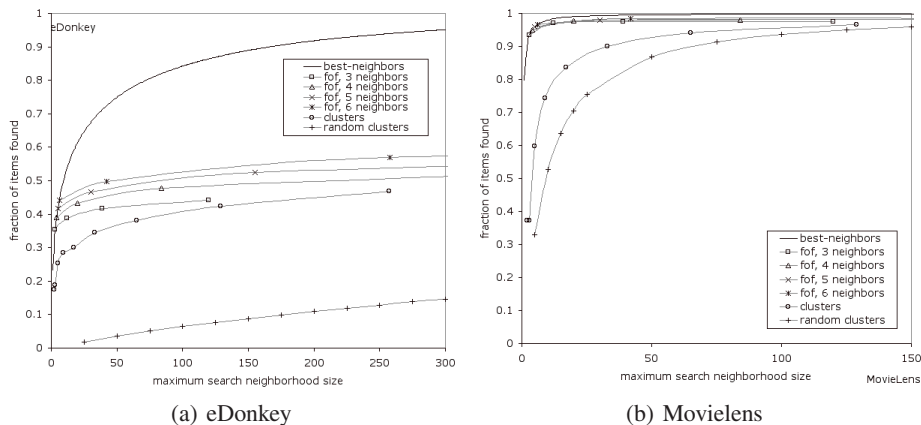 eDonkey
1
0.9
0.8
0.7
0.6
0.5
0.4
0.3
0.2
0.1
0
fraction of items found
best-neighbors
fof, 3 neighbors
fof, 4 neighbors
fof, 5 neighbors
fof, 6 neighbors
clusters
random clusters
0 50 100 150 200 250 300
maximum search neighborhood size
(a) eDonkey
1
0.9
0.8
0.7
0.6
0.5
0.4
0.3
0.2
0.1
0
fraction of items found
best-neighbors
fof, 3 neighbors
fof, 4 neighbors
fof, 5 neighbors
fof, 6 neighbors
clusters
random clusters
0 50 100 150
maximum search neighborhood size
MovieLens
(b) Movielens